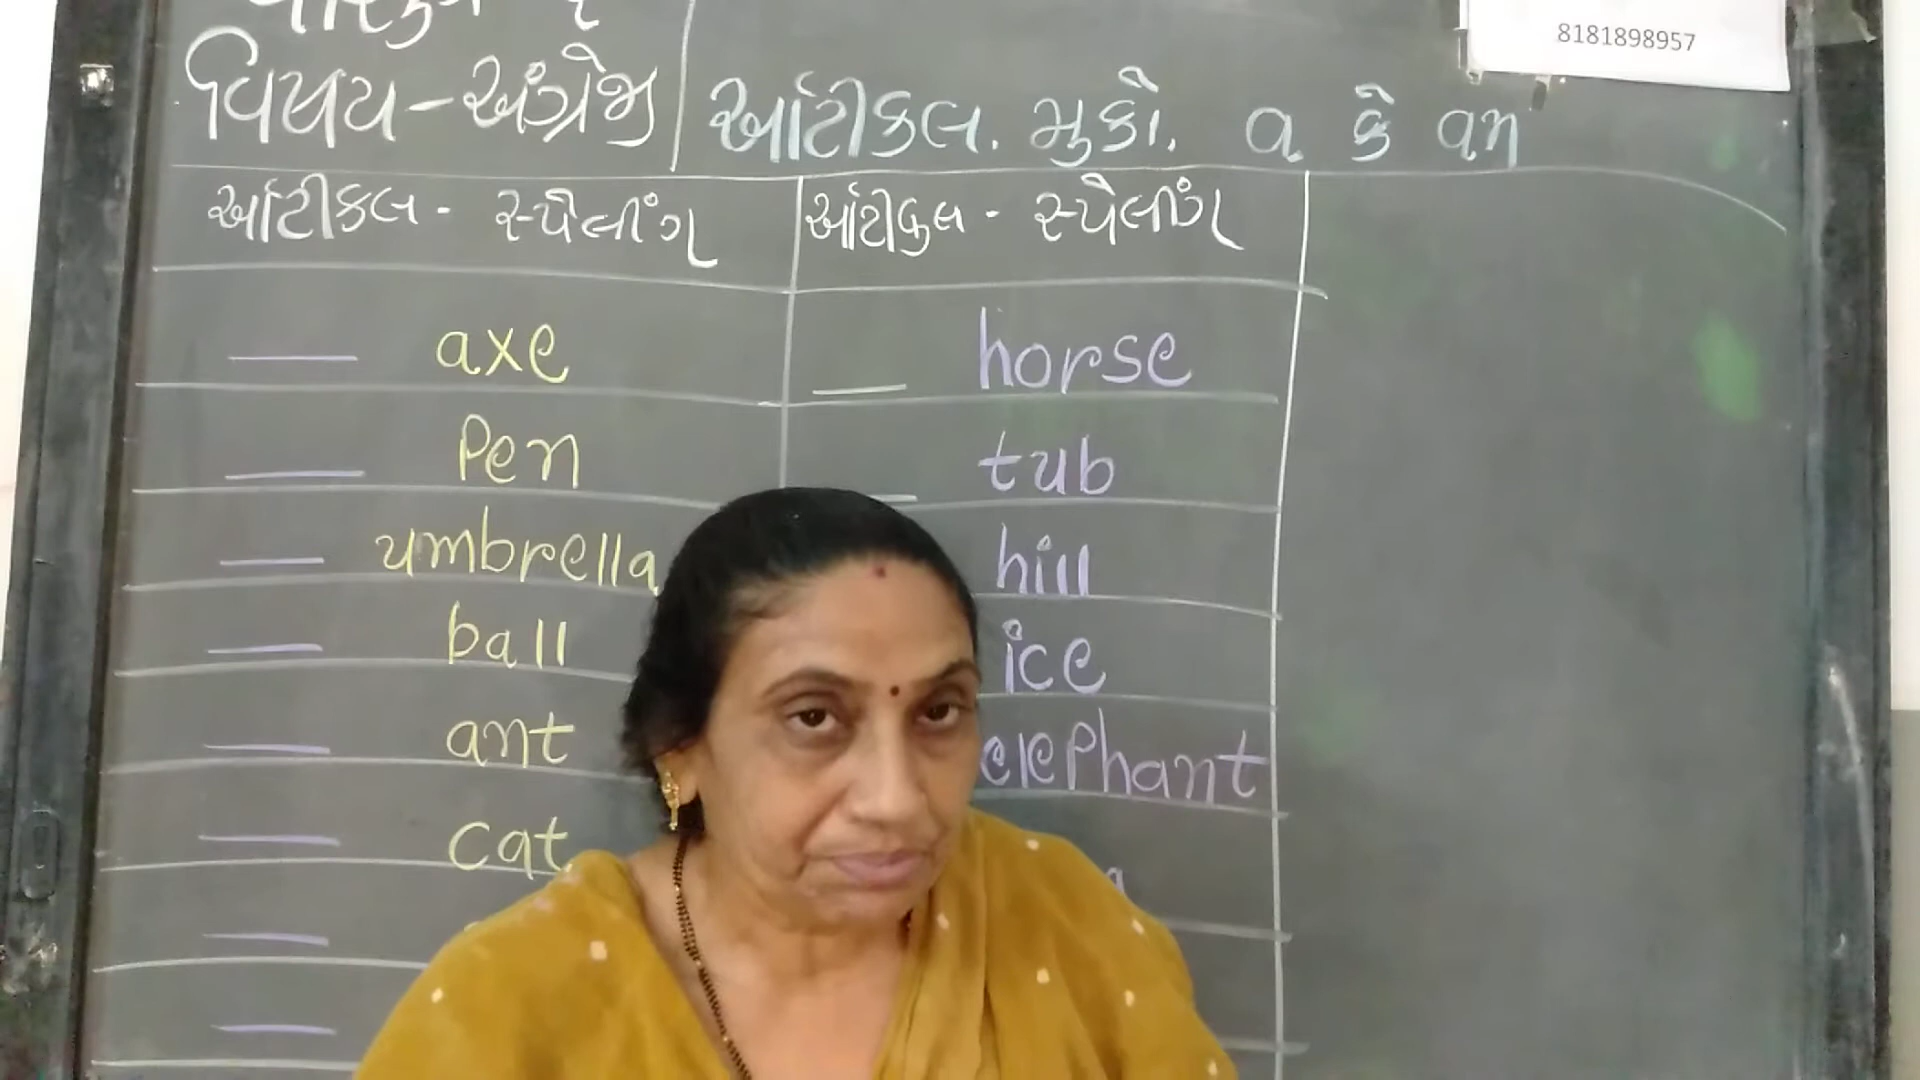 8181898957
વિષય - અંગ્રેજી
આર્ટીકલ. મુકો. a કે an
આર્ટીકલ - સ્પેલીંગ
આર્ટીકલ - સ્પેલીંગ
axe
horse
Pen
tub
umbrella
hill
ball
ice
ant
elePhant
cat